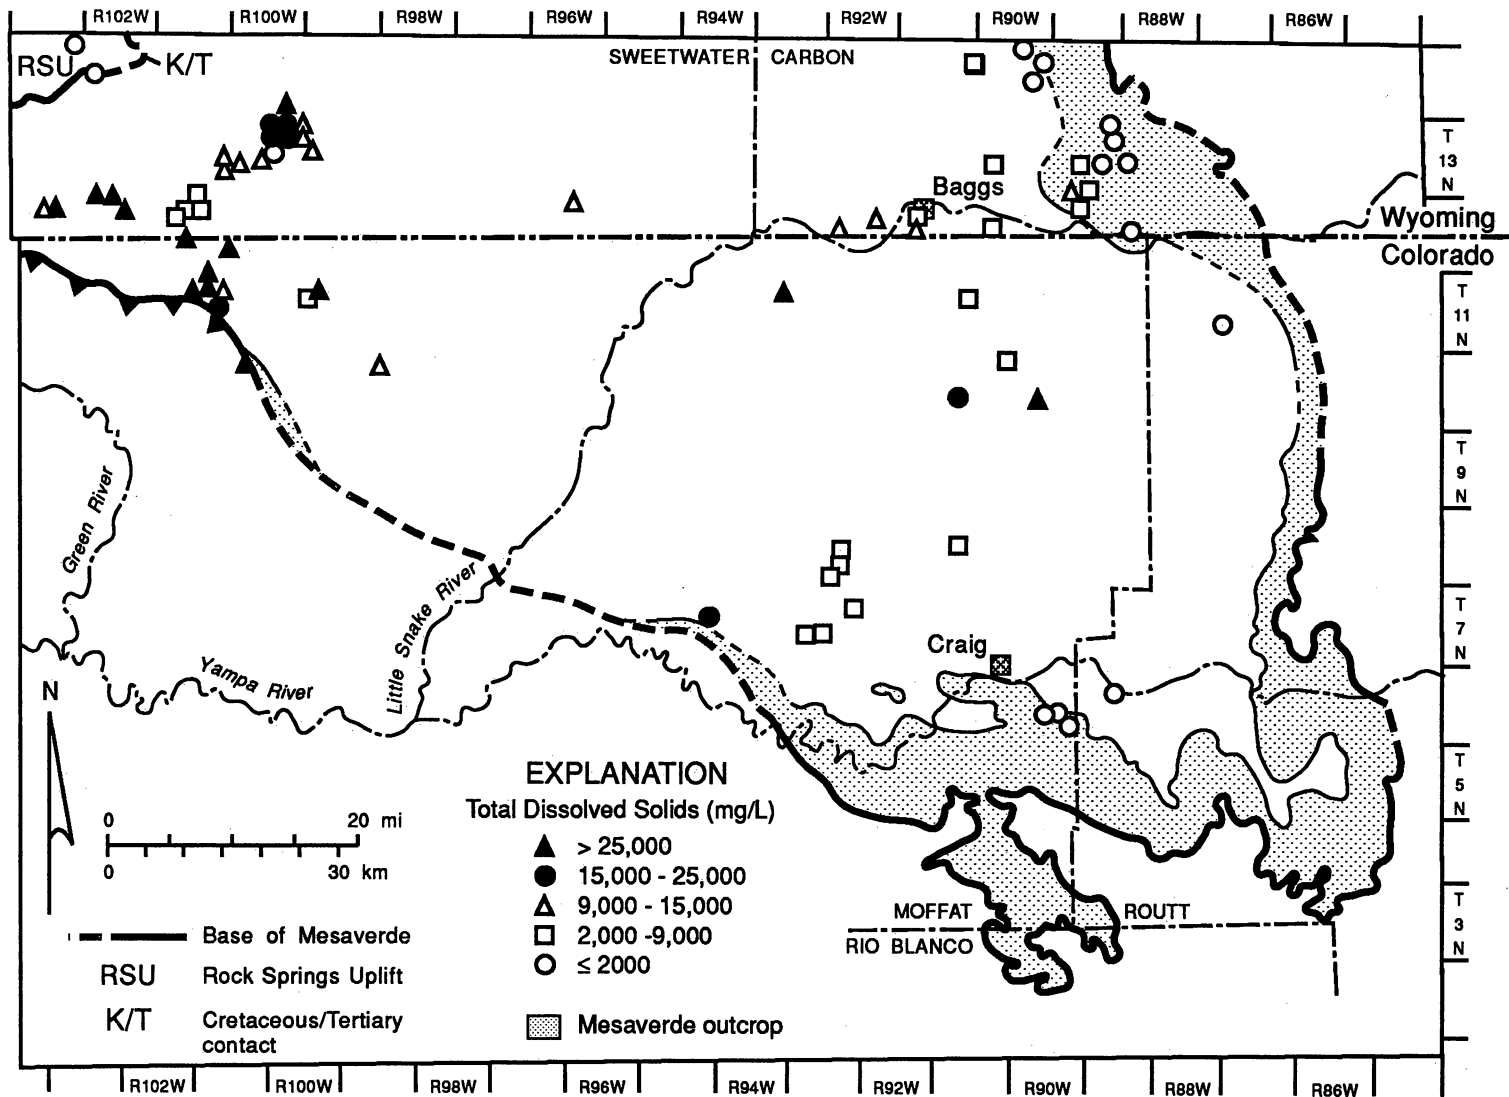 R102W R100W R98W R96W R94W R92W R90W R88W R86W
RSU
K/T
SWEETWATER
CARBON
T
13
N
Baggs
Wyoming
Colorado
T
11
N
T
9
N
Green River
Little Snake River
Yampa River
T
7
N
Craig
N
T
5
N
0 20 mi
0 30 km
EXPLANATION
Total Dissolved Solids (mg/L)
> 25,000
15,000 - 25,000
9,000 - 15,000
2,000 -9,000
≤ 2000
Mesaverde outcrop
Base of Mesaverde
RSU Rock Springs Uplift
K/T Cretaceous/Tertiary
contact
MOFFAT
ROUTT
RIO BLANCO
T
3
N
R102W R100W R98W R96W R94W R92W R90W R88W R86W